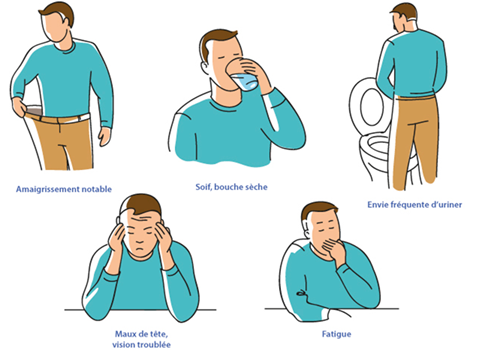 Amaigrissement notable
Soif, bouche sèche
Envie fréquente d'uriner
Maux de tête,
vision troublée
Fatigue